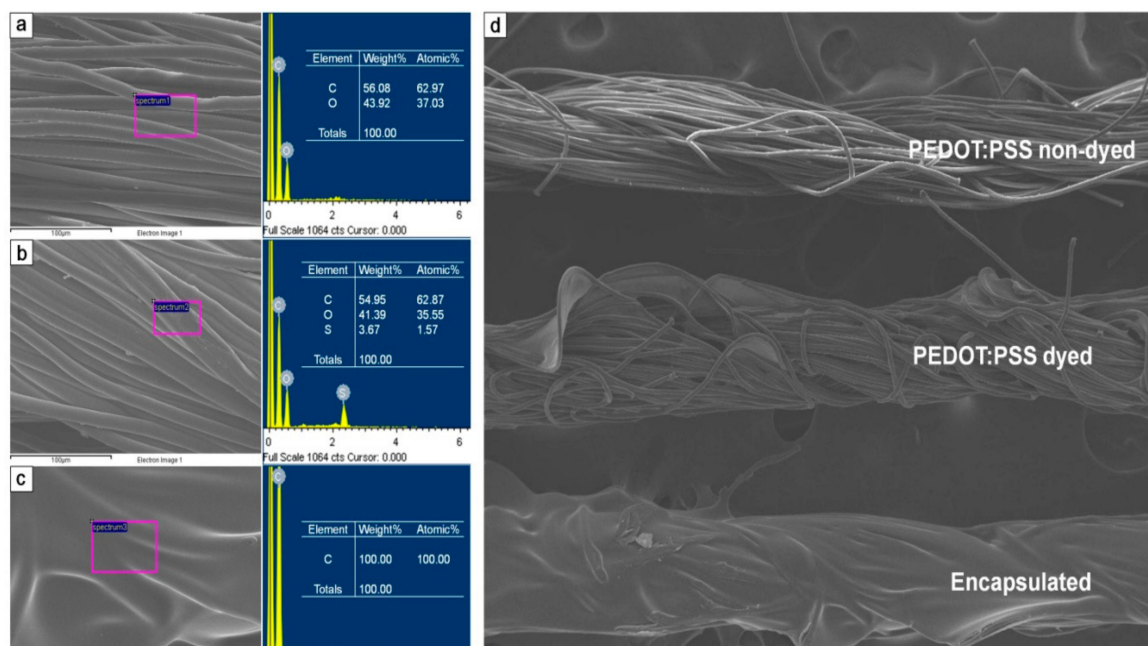 a
spectrum1
100µm
Electron Image 1
C
O
Element Weight% Atomic%
C 56.08 62.97
O 43.92 37.03
Totals 100.00
0 2 4 6
Full Scale 1064 cts Cursor: 0.000
b
spectrum2
100µm
Electron Image 1
C
O
S
Element Weight% Atomic%
C 54.95 62.87
O 41.39 35.55
S 3.67 1.57
Totals 100.00
0 2 4 6
Full Scale 1064 cts Cursor: 0.000
c
spectrum3
C
Element Weight% Atomic%
C 100.00 100.00
Totals 100.00
d
PEDOT:PSS non-dyed
PEDOT:PSS dyed
Encapsulated